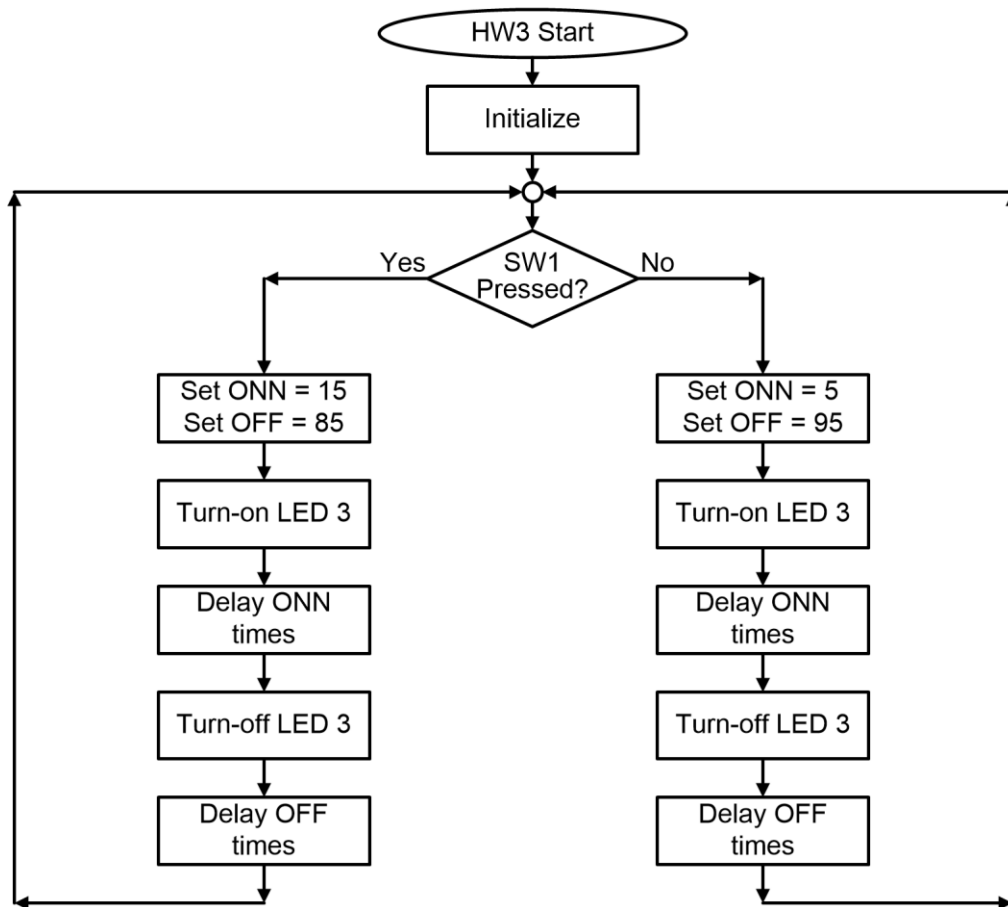 HW3 Start
Initialize
SW1
Pressed?
Yes
No
Set ONN = 15
Set OFF = 85
Turn-on LED 3
Delay ONN
times
Turn-off LED 3
Delay OFF
times
Set ONN = 5
Set OFF = 95
Turn-on LED 3
Delay ONN
times
Turn-off LED 3
Delay OFF
times